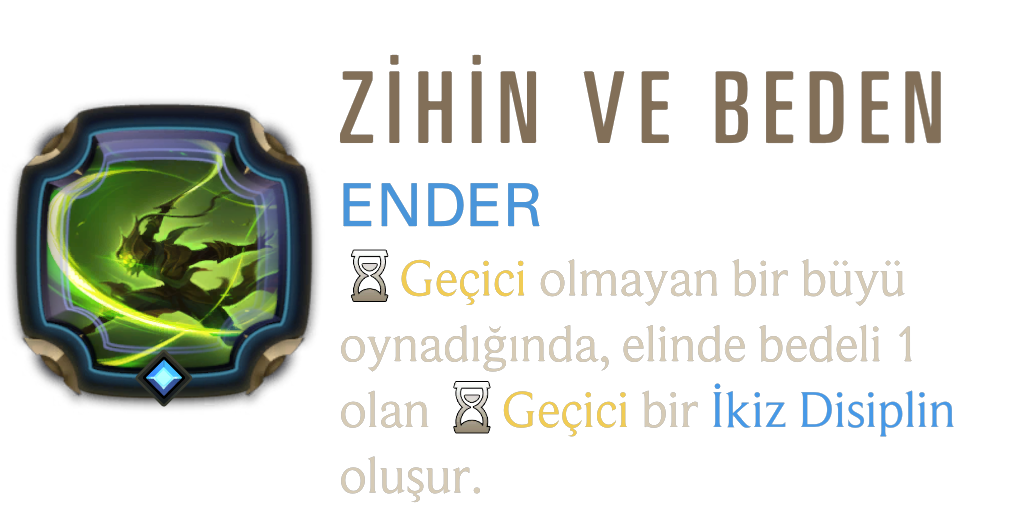 ZİHİN VE BEDEN
ENDER
Geçici olmayan bir büyü
oynadığında, elinde bedeli 1
olan Geçici bir İkiz Disiplin
oluşur.